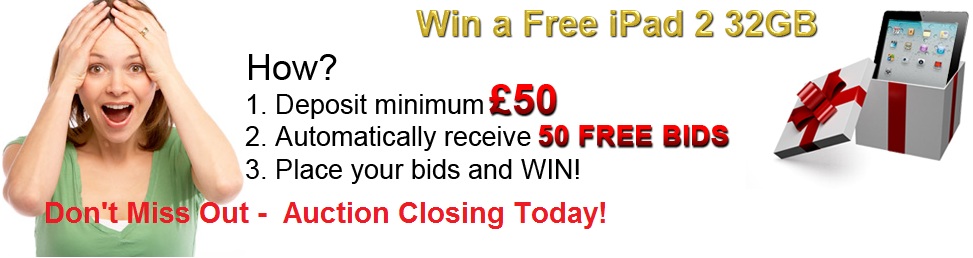 Win a Free iPad 2 32GB
How?
1. Deposit minimum £50
2. Automatically receive 50 FREE BIDS
3. Place your bids and WIN!
Don't Miss Out - Auction Closing Today!